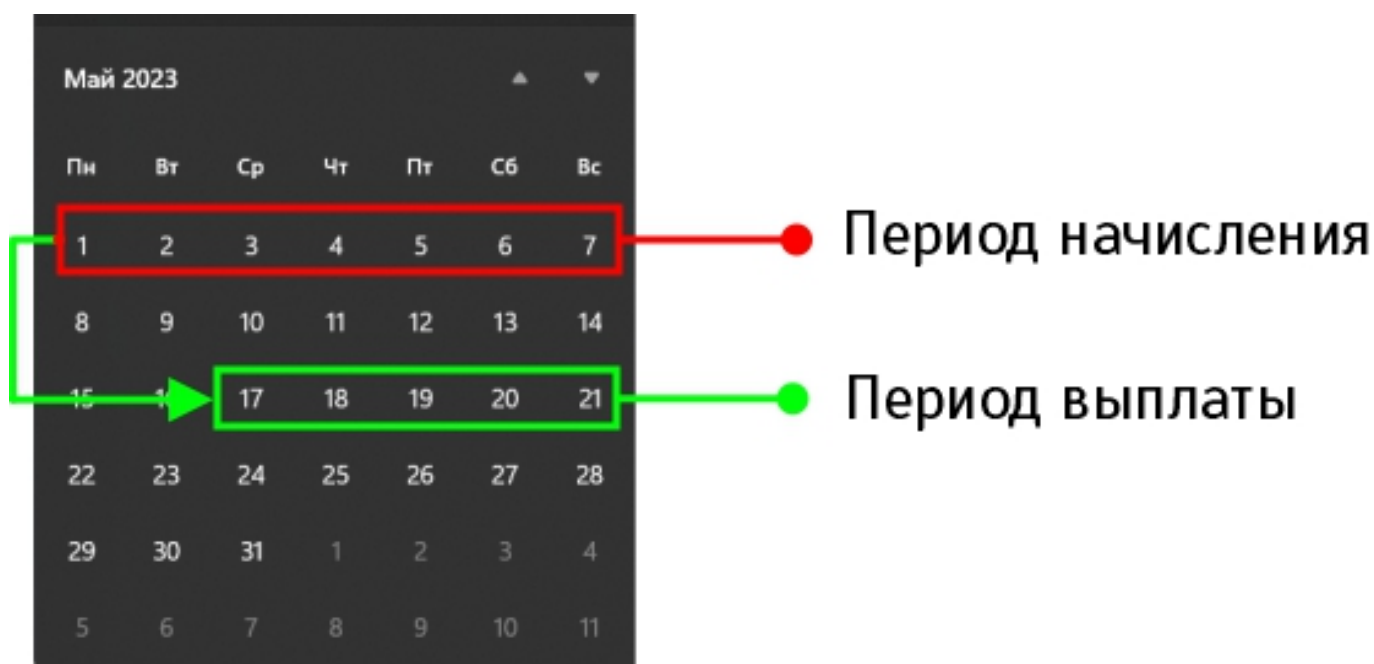 Май 2023
Пн Вт Ср Чт Пт Сб Вс
1 2 3 4 5 6 7
Период начисления
8 9 10 11 12 13 14
15 17 18 19 20 21
Период выплаты
22 23 24 25 26 27 28
29 30 31 1 2 3 4
5 6 7 8 9 10 11